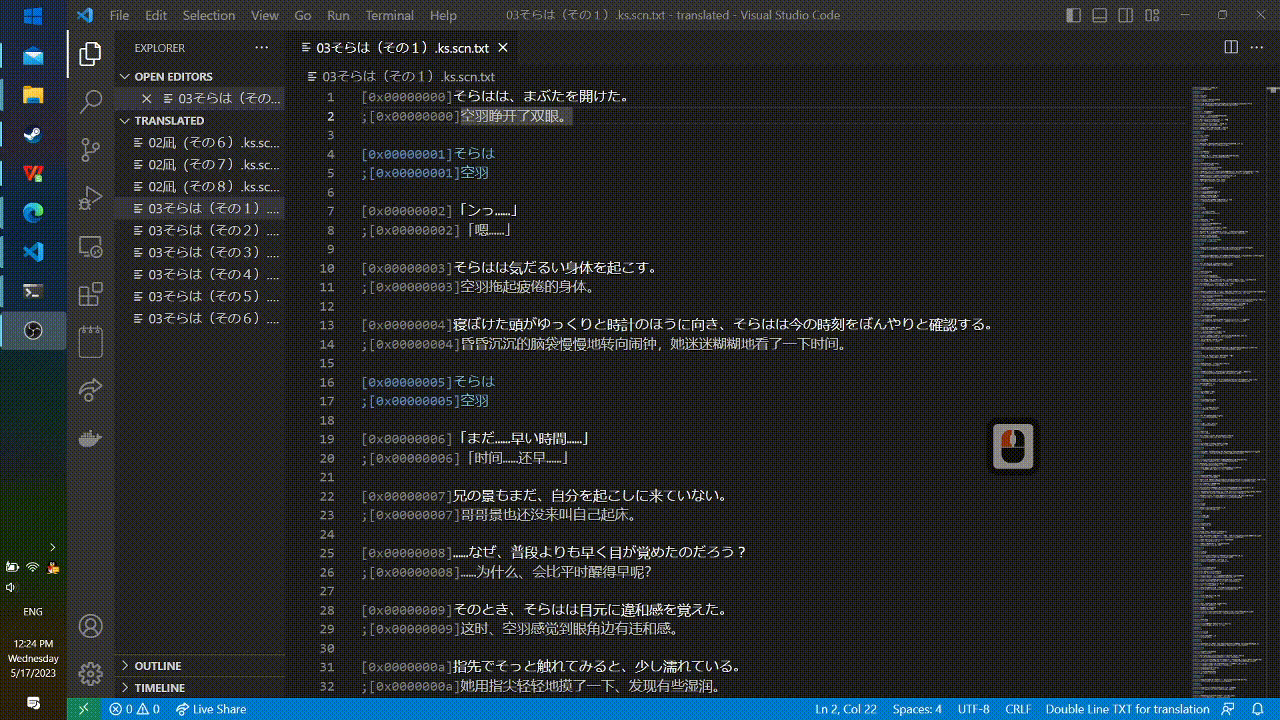 File Edit Selection View Go Run Terminal Help
03そらは（その１）.ks.scn.txt - translated - Visual Studio Code
EXPLORER
OPEN EDITORS
03そらは（その...
TRANSLATED
02凪（その６）.ks.sc...
02凪（その７）.ks.sc...
02凪（その８）.ks.sc...
03そらは（その１）....
03そらは（その２）....
03そらは（その３）....
03そらは（その４）....
03そらは（その５）....
03そらは（その６）....
OUTLINE
TIMELINE
03そらは（その１）.ks.scn.txt
03そらは（その１）.ks.scn.txt
1 [0x00000000]そらはは、まぶたを開けた。
2 ;[0x00000000]空羽睁开了双眼。
3
4 [0x00000001]そらは
5 ;[0x00000001]空羽
6
7 [0x00000002]「ンっ……」
8 ;[0x00000002]「嗯……」
9
10 [0x00000003]そらはは気だるい身体を起こす。
11 ;[0x00000003]空羽抱起疲倦的身体。
12
13 [0x00000004]寝ぼけた頭がゆっくりと時計のほうに向き、そらはは今の時刻をぼんやりと確認する。
14 ;[0x00000004]昏昏沉沉的脑袋慢慢地转向闹钟，她迷迷糊糊地看了一下时间。
15
16 [0x00000005]そらは
17 ;[0x00000005]空羽
18
19 [0x00000006]「まだ……早い時間……」
20 ;[0x00000006]「时间……还早……」
21
22 [0x00000007]兄の景もまだ、自分を起こしに来ていない。
23 ;[0x00000007]哥哥景也还没来叫自己起床。
24
25 [0x00000008]……なぜ、普段よりも早く目が覚めたのだろう？
26 ;[0x00000008]……为什么、会比平时醒得早呢?
27
28 [0x00000009]そのとき、そらはは目元に違和感を覚えた。
29 ;[0x00000009]这时、空羽感觉到眼角边有违和感。
30
31 [0x0000000a]指先でそっと触れてみると、少し濡れている。
32 ;[0x0000000a]她用指尖轻轻地摸了一下、发现有些湿润。
ENG
12:24 PM
Wednesday
5/17/2023
0 0 Live Share
Ln 2, Col 22 Spaces: 4 UTF-8 CRLF Double Line TXT for translation